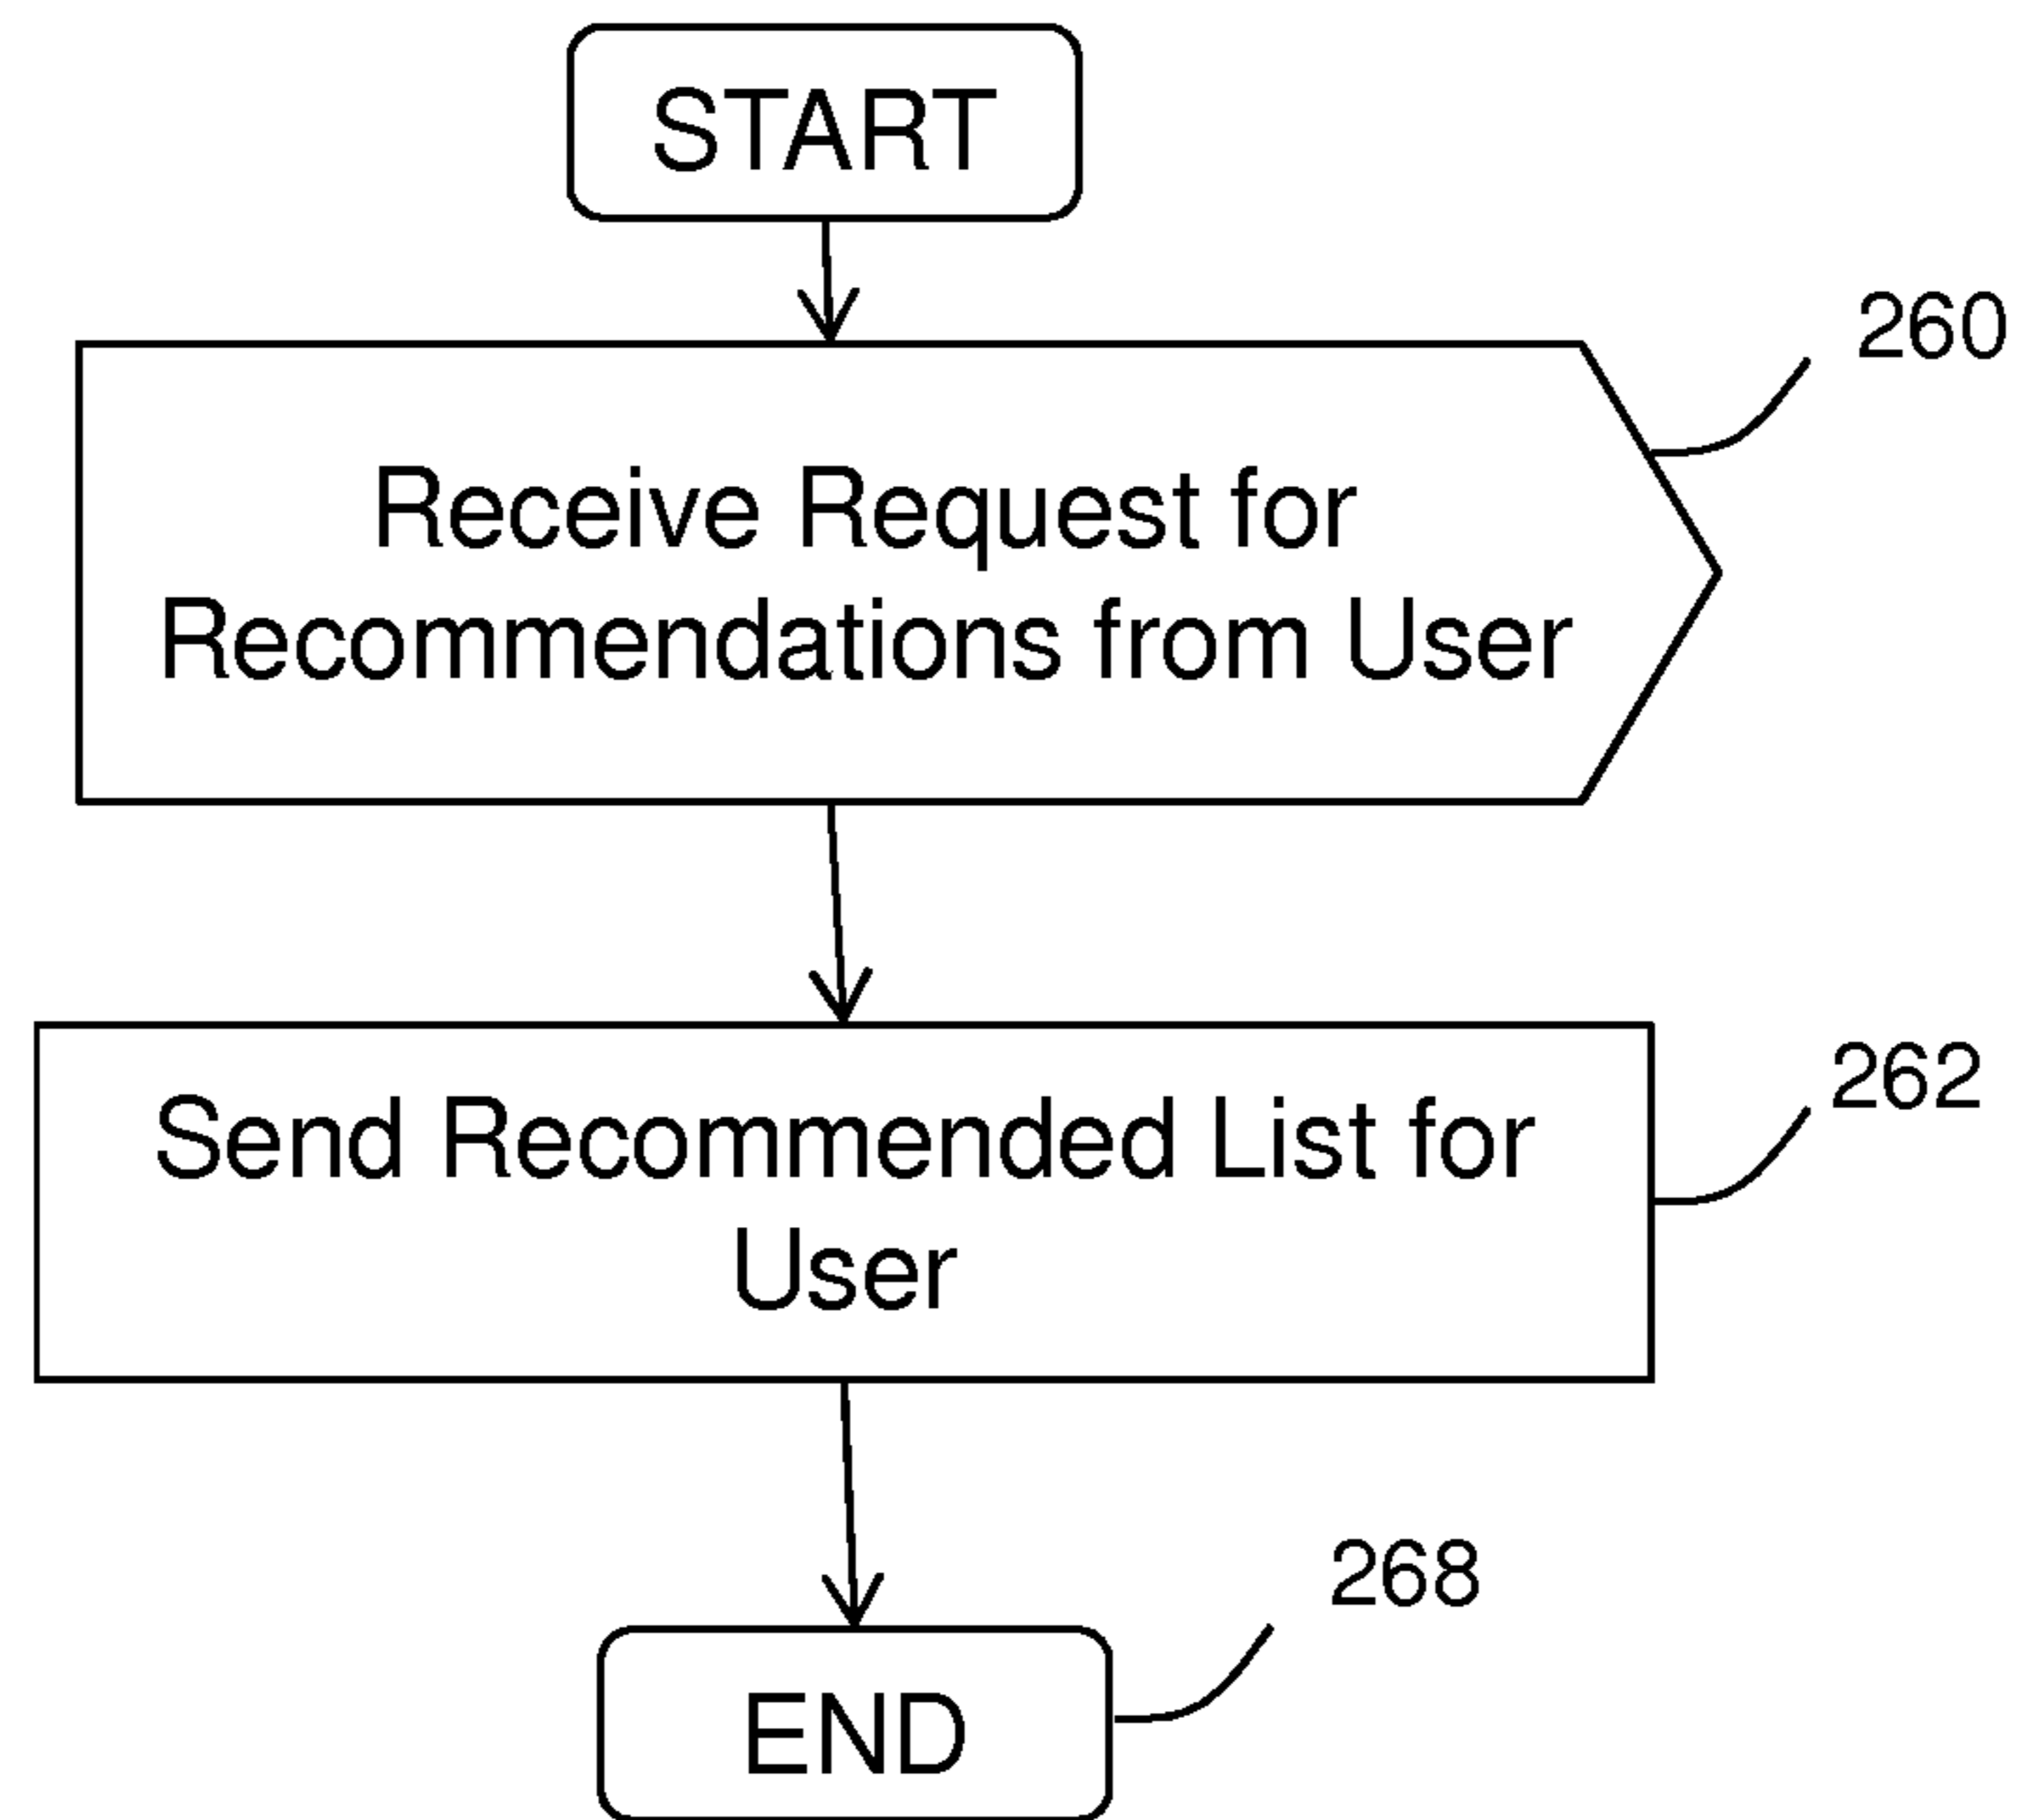 START
260
Receive Request for
Recommendations from User
262
Send Recommended List for
User
268
END